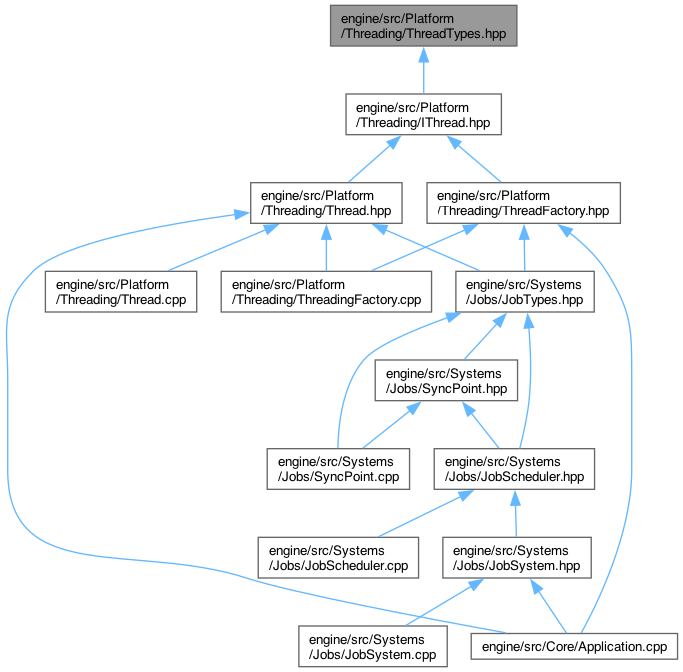 engine/src/Platform
/Threading/ThreadTypes.hpp
engine/src/Platform
/Threading/IThread.hpp
engine/src/Platform
/Threading/Thread.hpp
engine/src/Platform
/Threading/ThreadFactory.hpp
engine/src/Platform
/Threading/Thread.cpp
engine/src/Platform
/Threading/ThreadingFactory.cpp
engine/src/Systems
/Jobs/JobTypes.hpp
engine/src/Systems
/Jobs/SyncPoint.hpp
engine/src/Systems
/Jobs/SyncPoint.cpp
engine/src/Systems
/Jobs/JobScheduler.hpp
engine/src/Systems
/Jobs/JobScheduler.cpp
engine/src/Systems
/Jobs/JobSystem.hpp
engine/src/Systems
/Jobs/JobSystem.cpp
engine/src/Core/Application.cpp